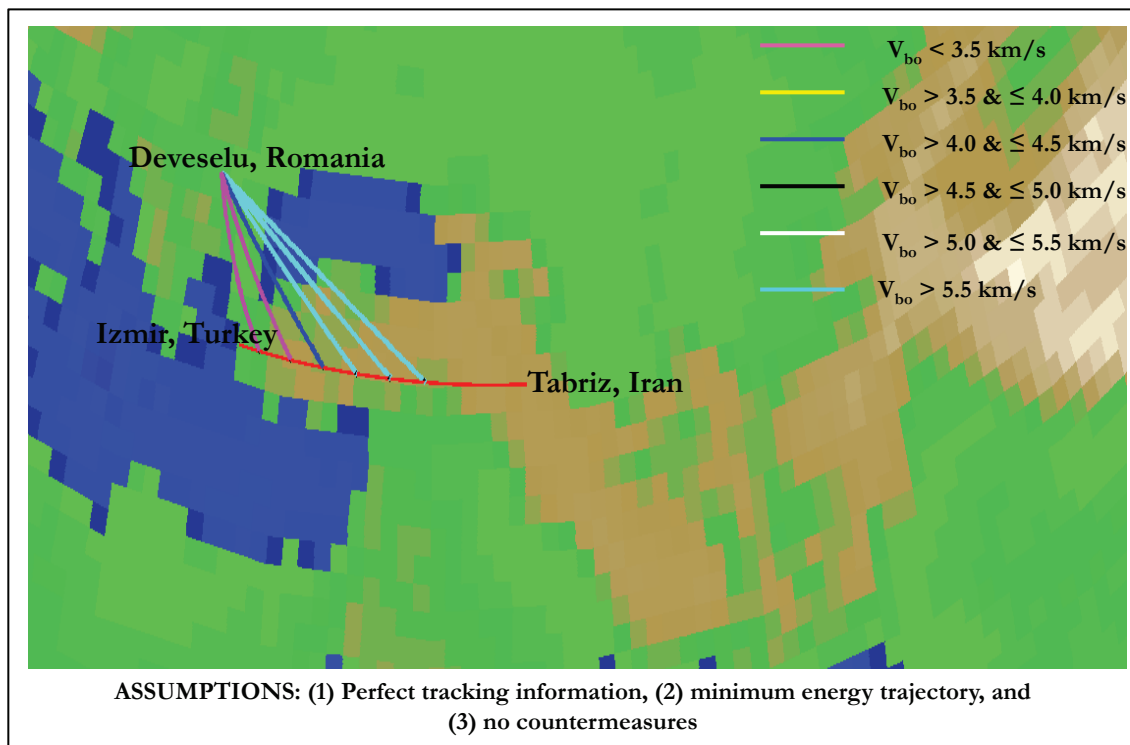 V_bo < 3.5 km/s
V_bo > 3.5 & ≤ 4.0 km/s
V_bo > 4.0 & ≤ 4.5 km/s
V_bo > 4.5 & ≤ 5.0 km/s
V_bo > 5.0 & ≤ 5.5 km/s
V_bo > 5.5 km/s
Deveselu, Romania
Izmir, Turkey
Tabriz, Iran
ASSUMPTIONS: (1) Perfect tracking information, (2) minimum energy trajectory, and
(3) no countermeasures